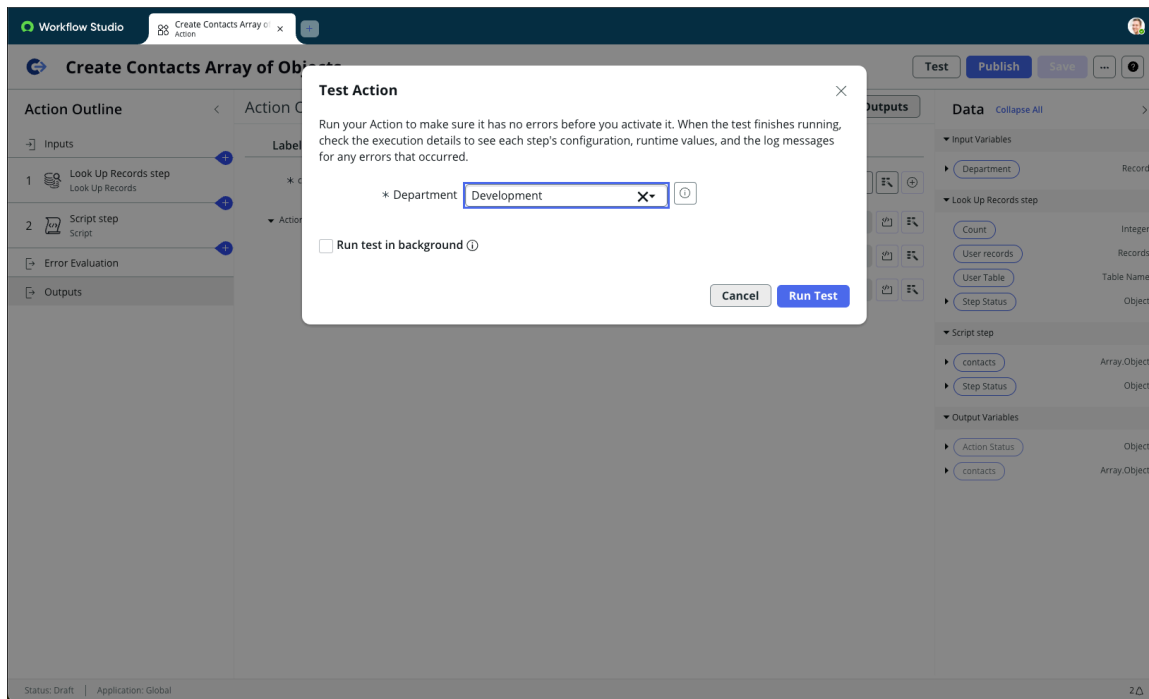 Workflow Studio
Create Contacts Array of
Action
Create Contacts Array of Objects
Test
Publish
Save
Action Outline
Inputs
1
Look Up Records step
Look Up Records
2
Script step
Script
Error Evaluation
Outputs
Action O
Label
Action
Outputs
Test Action
Run your Action to make sure it has no errors before you activate it. When the test finishes running,
check the execution details to see each step's configuration, runtime values, and the log messages
for any errors that occurred.
* Department
Development
Run test in background
Cancel
Run Test
Data
Collapse All
Input Variables
Department
Record
Look Up Records step
Count
Integer
User records
Records
User Table
Table Name
Step Status
Object
Script step
contacts
Array.Object
Step Status
Object
Output Variables
Action Status
Object
contacts
Array.Object
Status: Draft
Application: Global
2